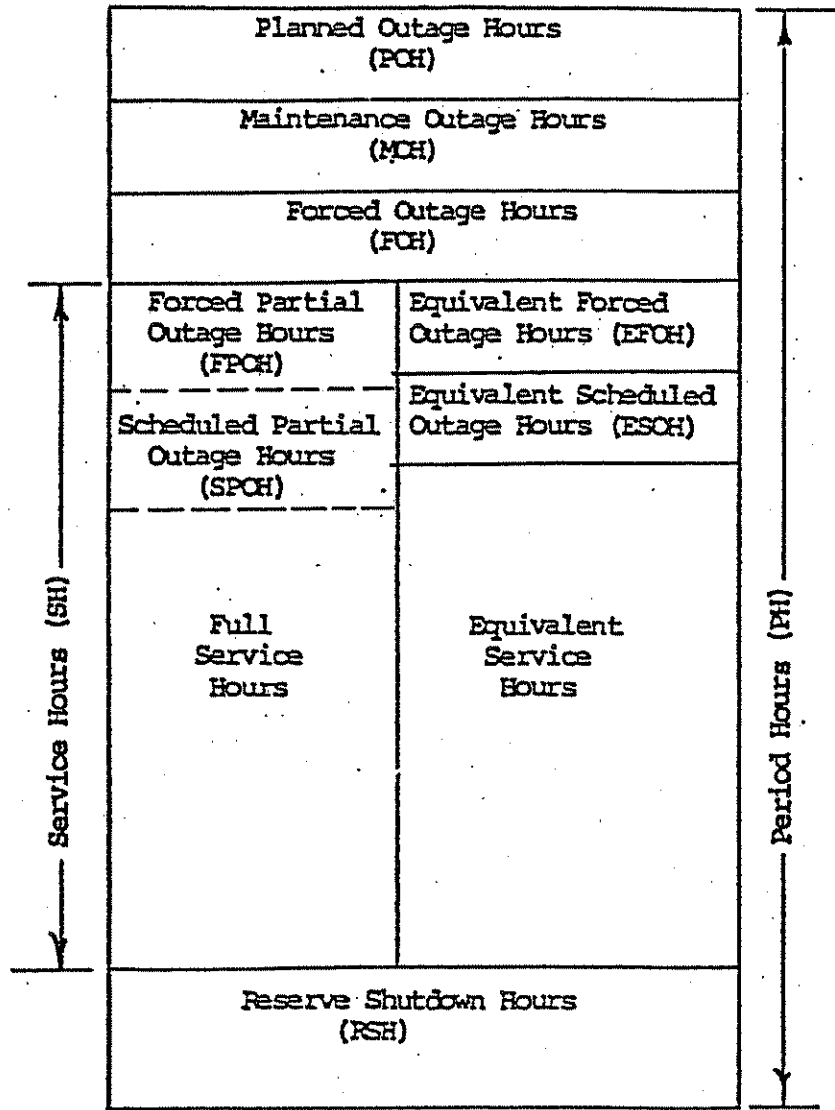 Planned Outage Hours
(POH)
Maintenance Outage Hours
(MOH)
Forced Outage Hours
(FOH)
Forced Partial
Outage Hours
(FPOH)
Equivalent Forced
Outage Hours (EFOH)
Scheduled Partial
Outage Hours
(SPOH)
Equivalent Scheduled
Outage Hours (ESOH)
Full
Service
Hours
Equivalent
Service
Hours
Service Hours (SH)
Period Hours (PH)
Reserve Shutdown Hours
(RSH)